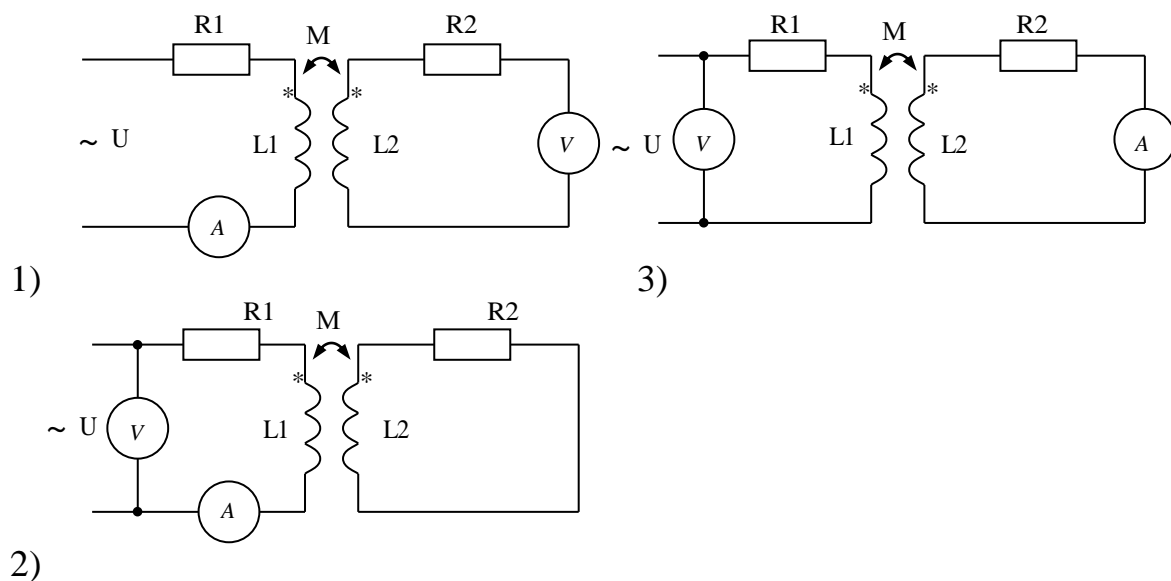 R1 M R2
* *
~ U L1 L2 V
A
1)
R1 M R2
* *
~ U V L1 L2 A
3)
R1 M R2
* *
~ U V L1 L2
A
2)